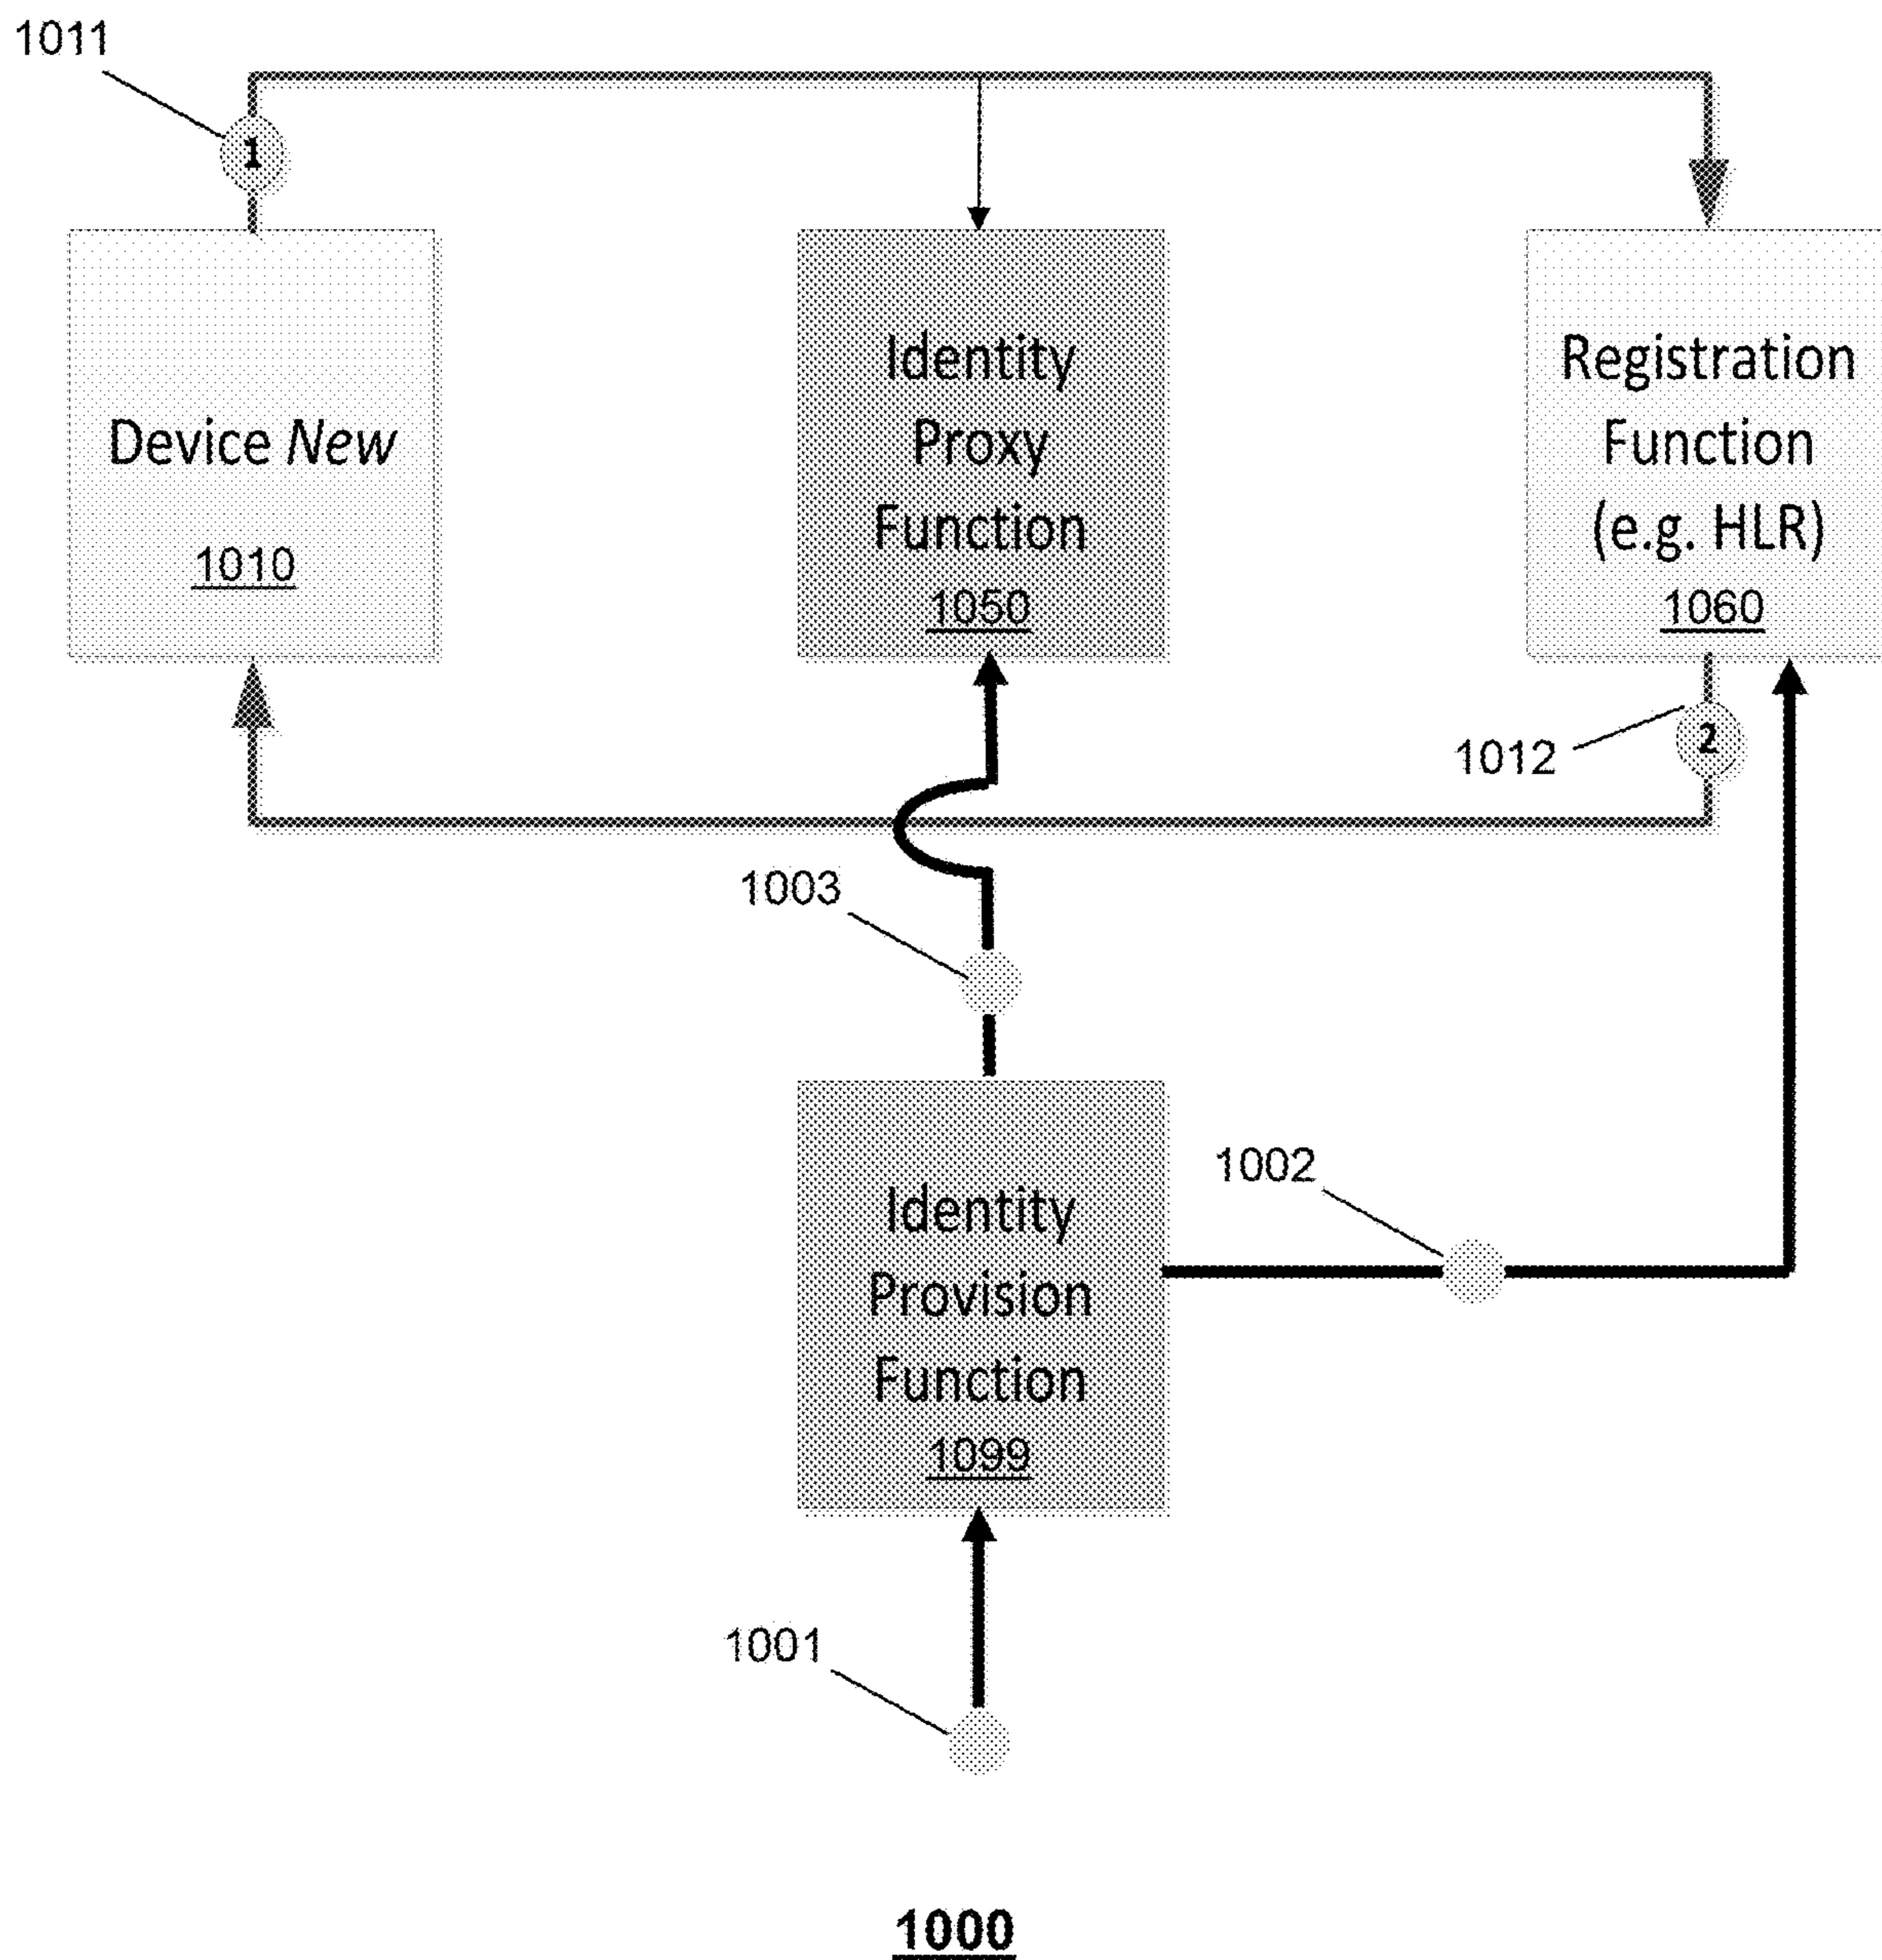 1011
1
Device New
1010
Identity
Proxy
Function
1050
Registration
Function
(e.g. HLR)
1060
1012
2
1003
1002
Identity
Provision
Function
1099
1001
1000